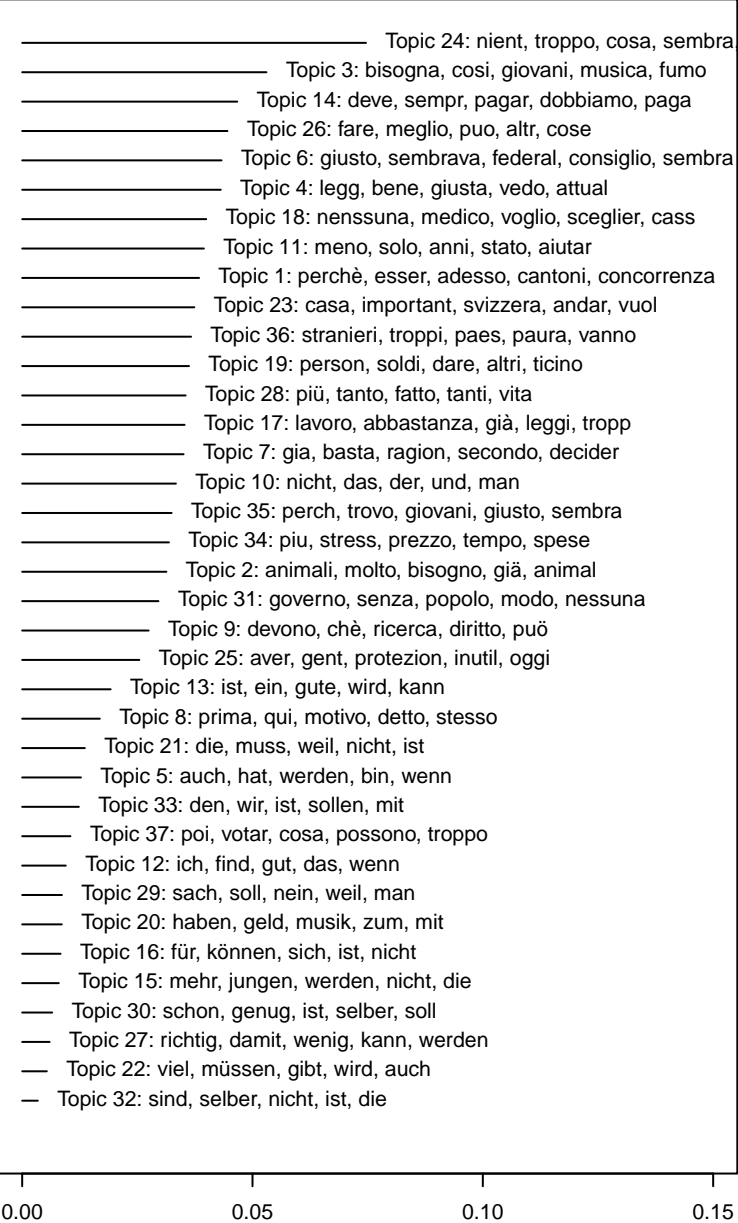 Topic 24: nient, troppo, cosa, sembra,
Topic 3: bisogna, cosi, giovani, musica, fumo
Topic 14: deve, sempr, pagar, dobbiamo, paga
Topic 26: fare, meglio, puo, altr, cose
Topic 6: giusto, sembrava, federal, consiglio, sembra
Topic 4: legg, bene, giusta, vedo, attual
Topic 18: nenssuna, medico, voglio, sceglier, cass
Topic 11: meno, solo, anni, stato, aiutar
Topic 1: perchè, esser, adesso, cantoni, concorrenza
Topic 23: casa, important, svizzera, andar, vuol
Topic 36: stranieri, troppi, paes, paura, vanno
Topic 19: person, soldi, dare, altri, ticino
Topic 28: più, tanto, fatto, tanti, vita
Topic 17: lavoro, abbastanza, già, leggi, tropp
Topic 7: gia, basta, ragion, secondo, decider
Topic 10: nicht, das, der, und, man
Topic 35: perch, trovo, giovani, giusto, sembra
Topic 34: piu, stress, prezzo, tempo, spese
Topic 2: animali, molto, bisogno, giä, animal
Topic 31: governo, senza, popolo, modo, nessuna
Topic 9: devono, chè, ricerca, diritto, puö
Topic 25: aver, gent, protezion, inutil, oggi
Topic 13: ist, ein, gute, wird, kann
Topic 8: prima, qui, motivo, detto, stesso
Topic 21: die, muss, weil, nicht, ist
Topic 5: auch, hat, werden, bin, wenn
Topic 33: den, wir, ist, sollen, mit
Topic 37: poi, votar, cosa, possono, troppo
Topic 12: ich, find, gut, das, wenn
Topic 29: sach, soll, nein, weil, man
Topic 20: haben, geld, musik, zum, mit
Topic 16: für, können, sich, ist, nicht
Topic 15: mehr, jungen, werden, nicht, die
Topic 30: schon, genug, ist, selber, soll
Topic 27: richtig, damit, wenig, kann, werden
Topic 22: viel, müssen, gibt, wird, auch
Topic 32: sind, selber, nicht, ist, die
0.00 0.05 0.10 0.15